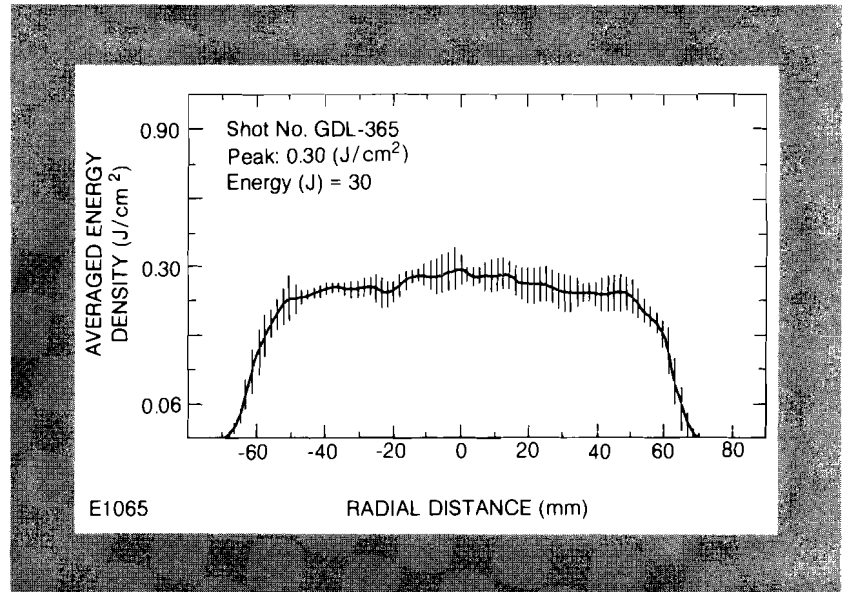 Shot No. GDL-365
Peak: 0.30 (J/cm²)
Energy (J) = 30
AVERAGED ENERGY
DENSITY (J/cm²)
0.90
0.30
0.06
-60 -40 -20 0 20 40 60 80
RADIAL DISTANCE (mm)
E1065